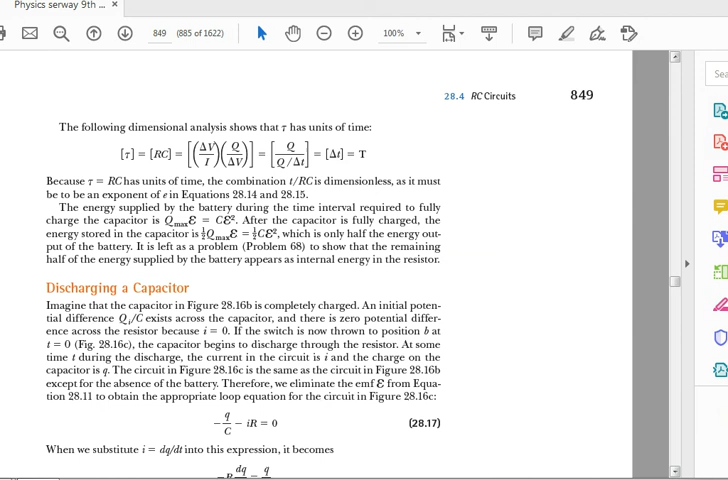 Physics serway 9th ... ×
849 (885 of 1622) 100%
Sea
28.4 RC Circuits 849
The following dimensional analysis shows that τ has units of time:
[τ] = [RC] = [(ΔV/I)(Q/ΔV)] = [Q/(Q/Δt)] = [Δt] = T
Because τ = RC has units of time, the combination t/RC is dimensionless, as it must
be to be an exponent of e in Equations 28.14 and 28.15.
The energy supplied by the battery during the time interval required to fully
charge the capacitor is Qmaxℰ = Cℰ². After the capacitor is fully charged, the
energy stored in the capacitor is ½Qmaxℰ = ½Cℰ², which is only half the energy out-
put of the battery. It is left as a problem (Problem 68) to show that the remaining
half of the energy supplied by the battery appears as internal energy in the resistor.
Discharging a Capacitor
Imagine that the capacitor in Figure 28.16b is completely charged. An initial poten-
tial difference Qi/C exists across the capacitor, and there is zero potential differ-
ence across the resistor because i = 0. If the switch is now thrown to position b at
t = 0 (Fig. 28.16c), the capacitor begins to discharge through the resistor. At some
time t during the discharge, the current in the circuit is i and the charge on the
capacitor is q. The circuit in Figure 28.16c is the same as the circuit in Figure 28.16b
except for the absence of the battery. Therefore, we eliminate the emf ℰ from Equa-
tion 28.11 to obtain the appropriate loop equation for the circuit in Figure 28.16c:
−q/C − iR = 0 (28.17)
When we substitute i = dq/dt into this expression, it becomes
dq q